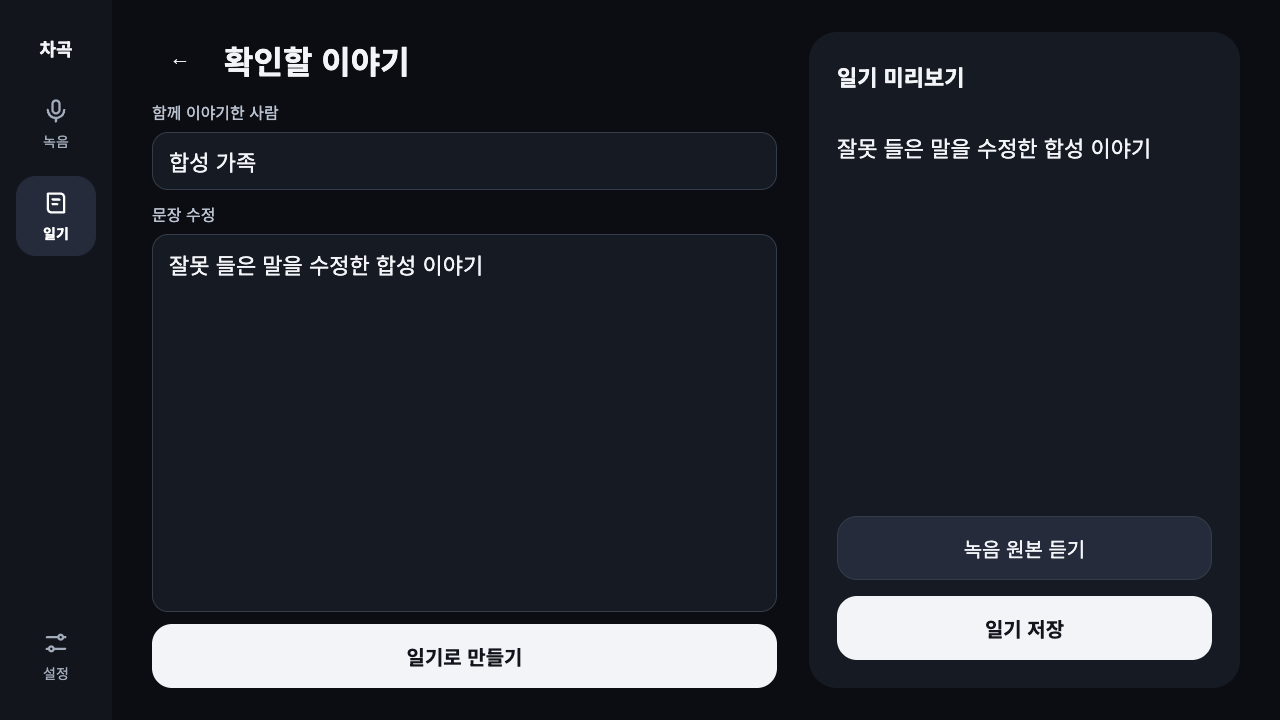 차곡
녹음
일기
설정
← 확인할 이야기
함께 이야기한 사람
합성 가족
문장 수정
잘못 들은 말을 수정한 합성 이야기
일기로 만들기
일기 미리보기
잘못 들은 말을 수정한 합성 이야기
녹음 원본 듣기
일기 저장